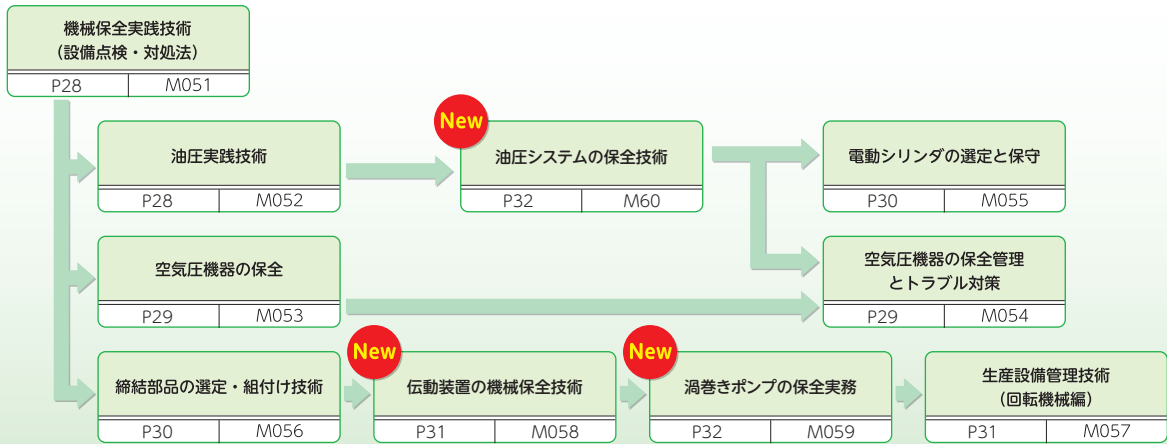 機械保全実践技術
（設備点検・対処法）
P28 M051
New
油圧実践技術
P28 M052
油圧システムの保全技術
P32 M60
電動シリンダの選定と保守
P30 M055
空気圧機器の保全
P29 M053
空気圧機器の保全管理
とトラブル対策
P29 M054
締結部品の選定・組付け技術
P30 M056
New
伝動装置の機械保全技術
P31 M058
New
渦巻きポンプの保全実務
P32 M059
生産設備管理技術
（回転機械編）
P31 M057